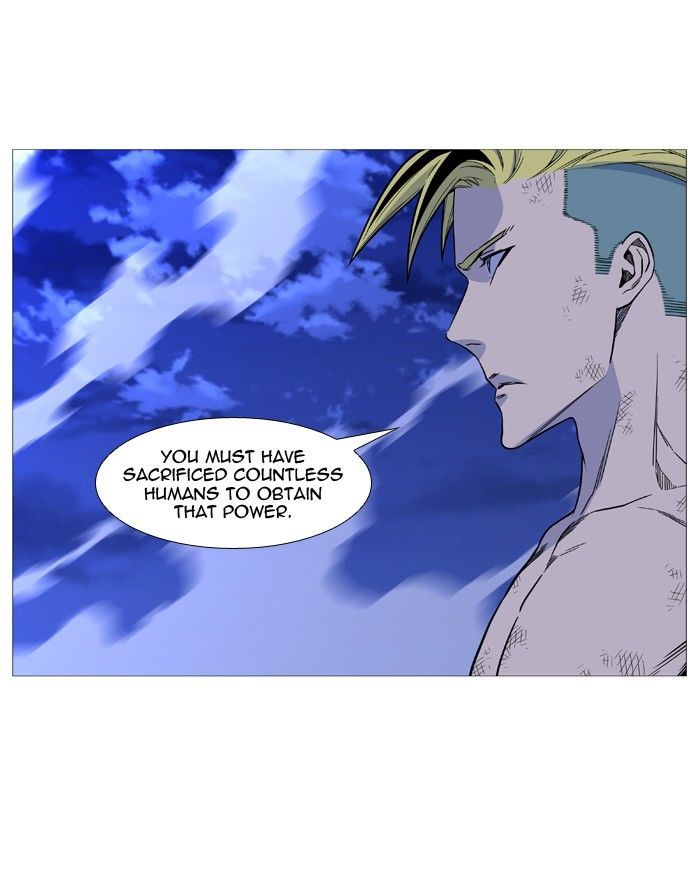 YOU MUST HAVE
SACRIFICED COUNTLESS
HUMANS TO OBTAIN
THAT POWER.